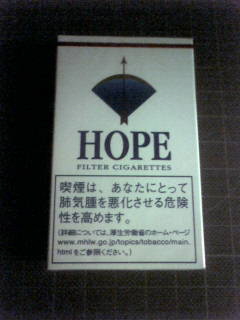 HOPE
FILTER CIGARETTES
喫煙は、あなたにとって
肺気腫を悪化させる危険
性を高めます。
(詳細については、厚生労働省のホーム・ページ
www.mhlw.go.jp/topics/tobacco/main.
htmlをご参照ください。)